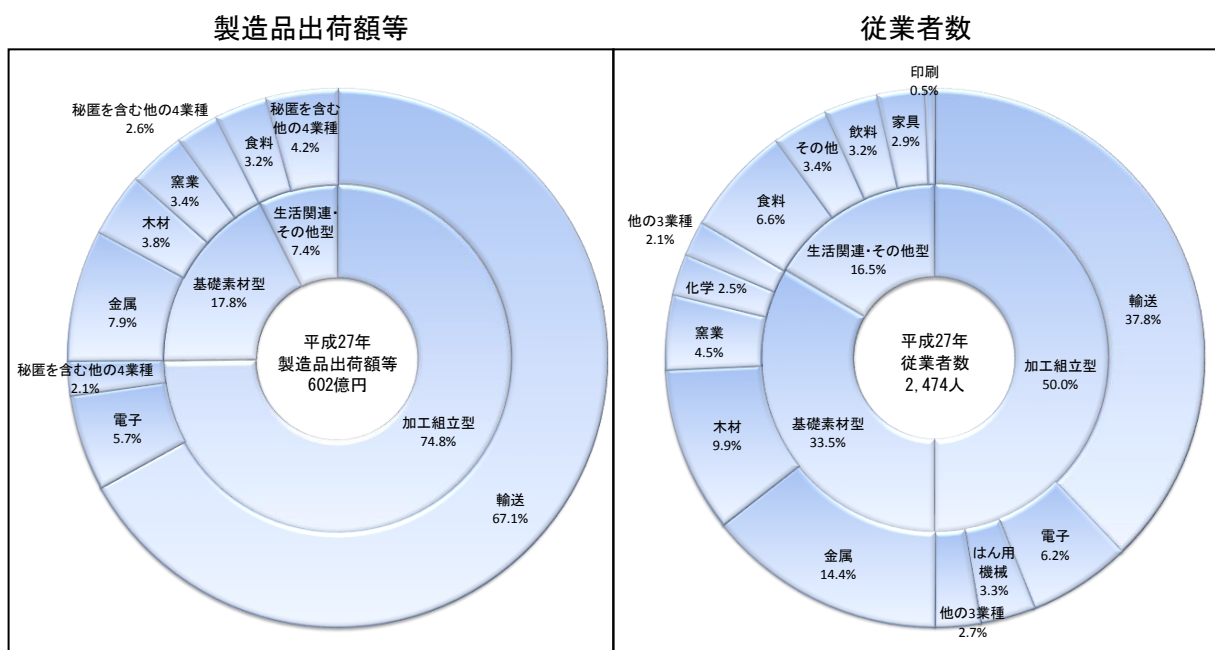 製造品出荷額等
秘匿を含む他の4業種
2.6%
食料
3.2%
秘匿を含む
他の4業種
4.2%
窯業
3.4%
木材
3.8%
金属
7.9%
秘匿を含む他の4業種
2.1%
電子
5.7%
生活関連・
その他型
7.4%
基礎素材型
17.8%
平成27年
製造品出荷額等
602億円
加工組立型
74.8%
輸送
67.1%
従業者数
印刷
0.5%
家具
2.9%
飲料
3.2%
その他
3.4%
食料
6.6%
他の3業種
2.1%
化学 2.5%
窯業
4.5%
木材
9.9%
金属
14.4%
他の3業種
2.7%
はん用
機械
3.3%
電子
6.2%
輸送
37.8%
生活関連・その他型
16.5%
基礎素材型
33.5%
平成27年
従業者数
2,474人
加工組立型
50.0%